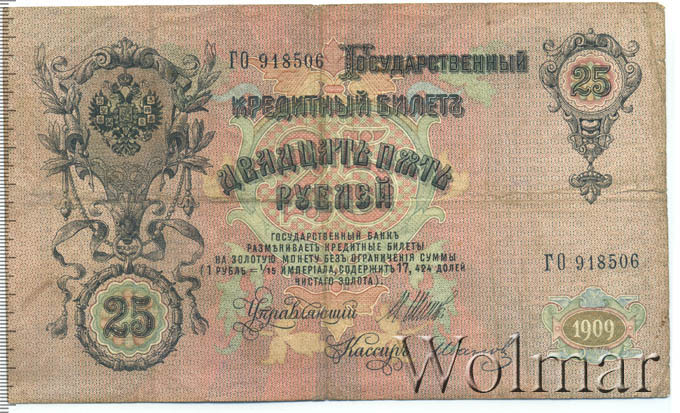 ГО 918506
Государственный
25
Кредитный Билетъ
Двадцать пять
рублей
Государственный Банкъ
размѣниваетъ кредитные билеты
на золотую монету безъ ограниченія суммы
(1 рубль = 1/15 имперіала, содержитъ 17, 424 долей
чистаго золота).
ГО 918506
25
Управляющій
1909
Кассиръ
Wolmar